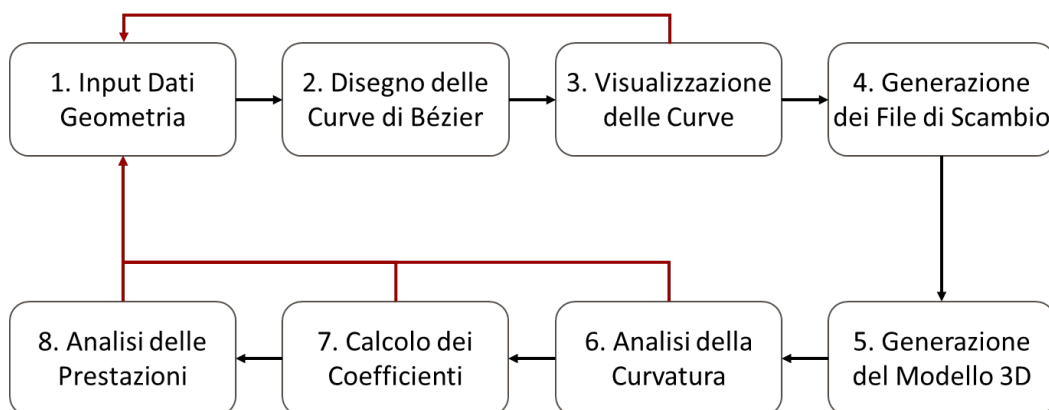 1. Input Dati
Geometria
2. Disegno delle
Curve di Bézier
3. Visualizzazione
delle Curve
4. Generazione
dei File di Scambio
8. Analisi delle
Prestazioni
7. Calcolo dei
Coefficienti
6. Analisi della
Curvatura
5. Generazione
del Modello 3D